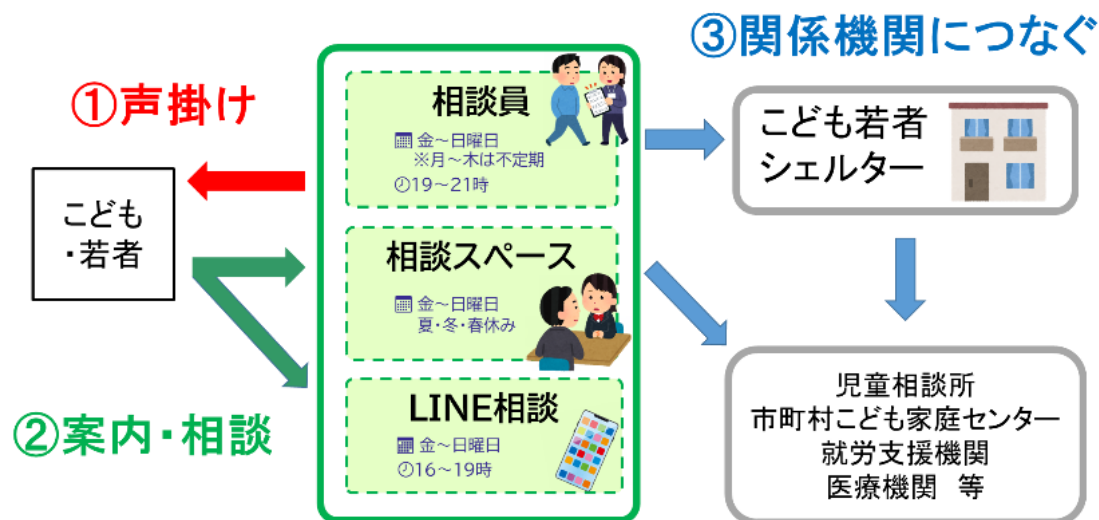 ③関係機関につなぐ
①声掛け
こども
・若者
②案内・相談
相談員
金～日曜日
※月～木は不定期
19～21時
相談スペース
金～日曜日
夏・冬・春休み
LINE相談
金～日曜日
16～19時
こども若者
シェルター
児童相談所
市町村こども家庭センター
就労支援機関
医療機関 等